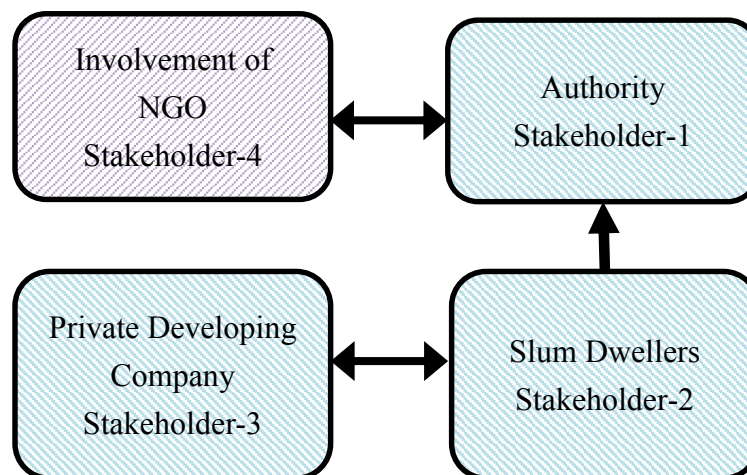 Involvement of
NGO
Stakeholder-4
Authority
Stakeholder-1
Private Developing
Company
Stakeholder-3
Slum Dwellers
Stakeholder-2